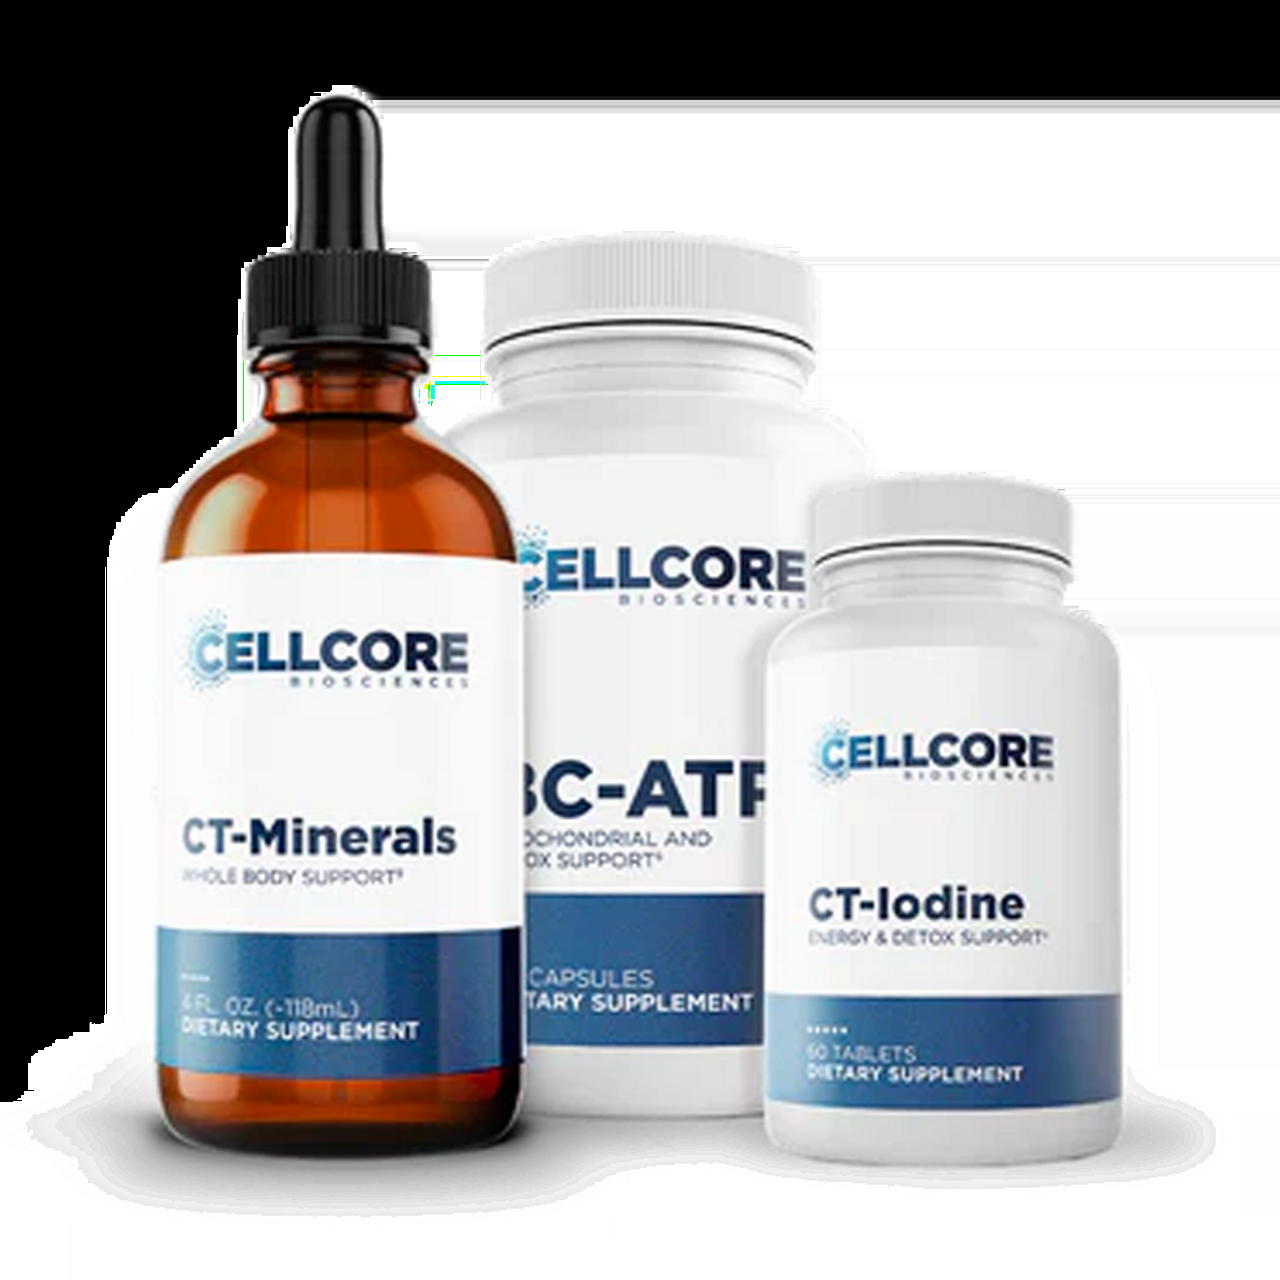 CELLCORE
BIOSCIENCES
CT-Minerals
WHOLE BODY SUPPORT
4 FL. OZ. (~118mL)
DIETARY SUPPLEMENT
CELLCORE
BIOSCIENCES
BC-ATP
OCHONDRIAL AND
OX SUPPORT
CAPSULES
TARY SUPPLEMENT
CELLCORE
BIOSCIENCES
CT-Iodine
ENERGY & DETOX SUPPORT
60 TABLETS
DIETARY SUPPLEMENT